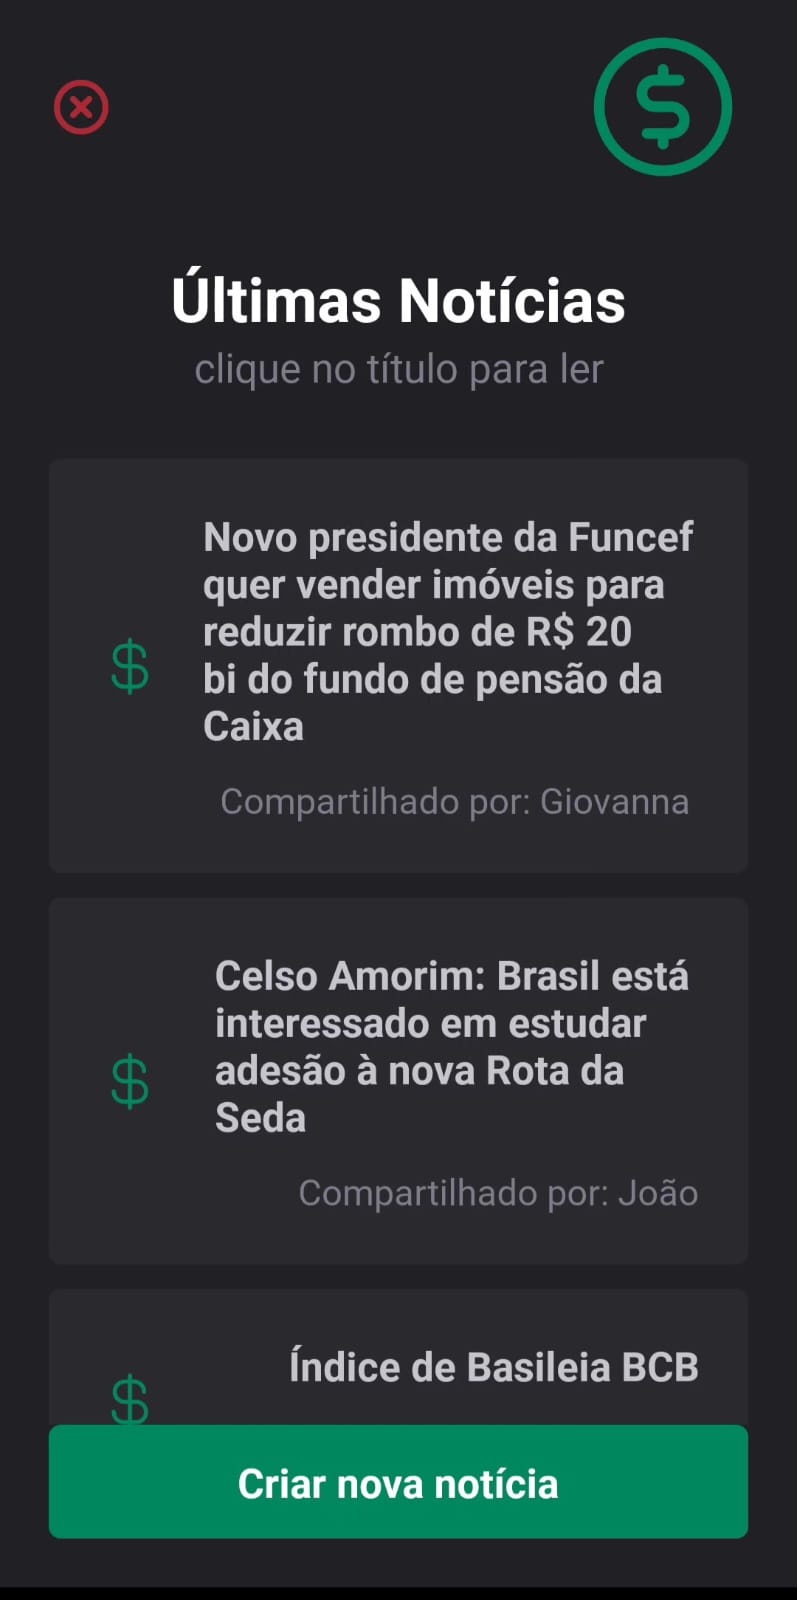 Últimas Notícias
clique no título para ler
Novo presidente da Funcef
quer vender imóveis para
reduzir rombo de R$ 20
bi do fundo de pensão da
Caixa
Compartilhado por: Giovanna
Celso Amorim: Brasil está
interessado em estudar
adesão à nova Rota da
Seda
Compartilhado por: João
Índice de Basileia BCB
Criar nova notícia